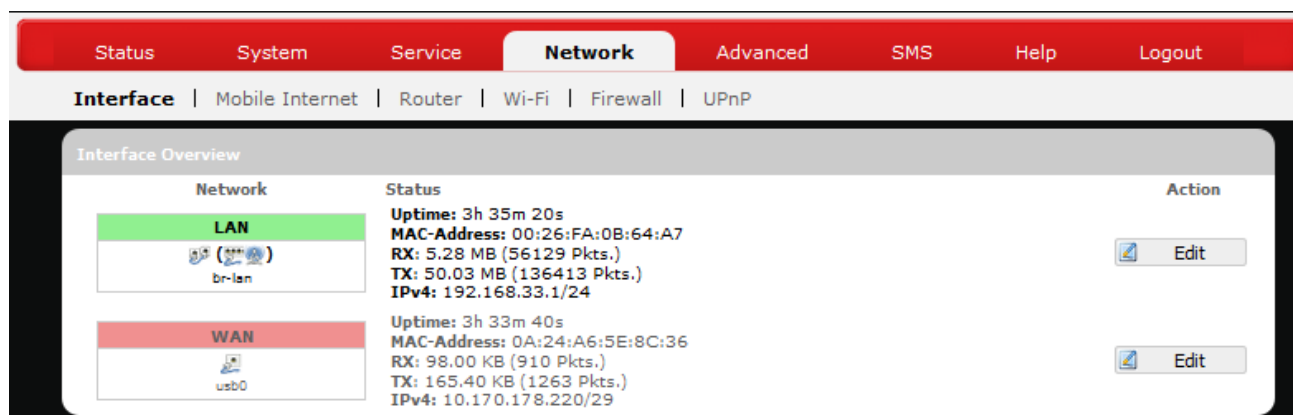 Status System Service Network Advanced SMS Help Logout
Interface | Mobile Internet | Router | Wi-Fi | Firewall | UPnP
Interface Overview
Network Status Action
LAN
br-lan
Uptime: 3h 35m 20s
MAC-Address: 00:26:FA:0B:64:A7
RX: 5.28 MB (56129 Pkts.)
TX: 50.03 MB (136413 Pkts.)
IPv4: 192.168.33.1/24
Edit
WAN
usb0
Uptime: 3h 33m 40s
MAC-Address: 0A:24:A6:5E:8C:36
RX: 98.00 KB (910 Pkts.)
TX: 165.40 KB (1263 Pkts.)
IPv4: 10.170.178.220/29
Edit